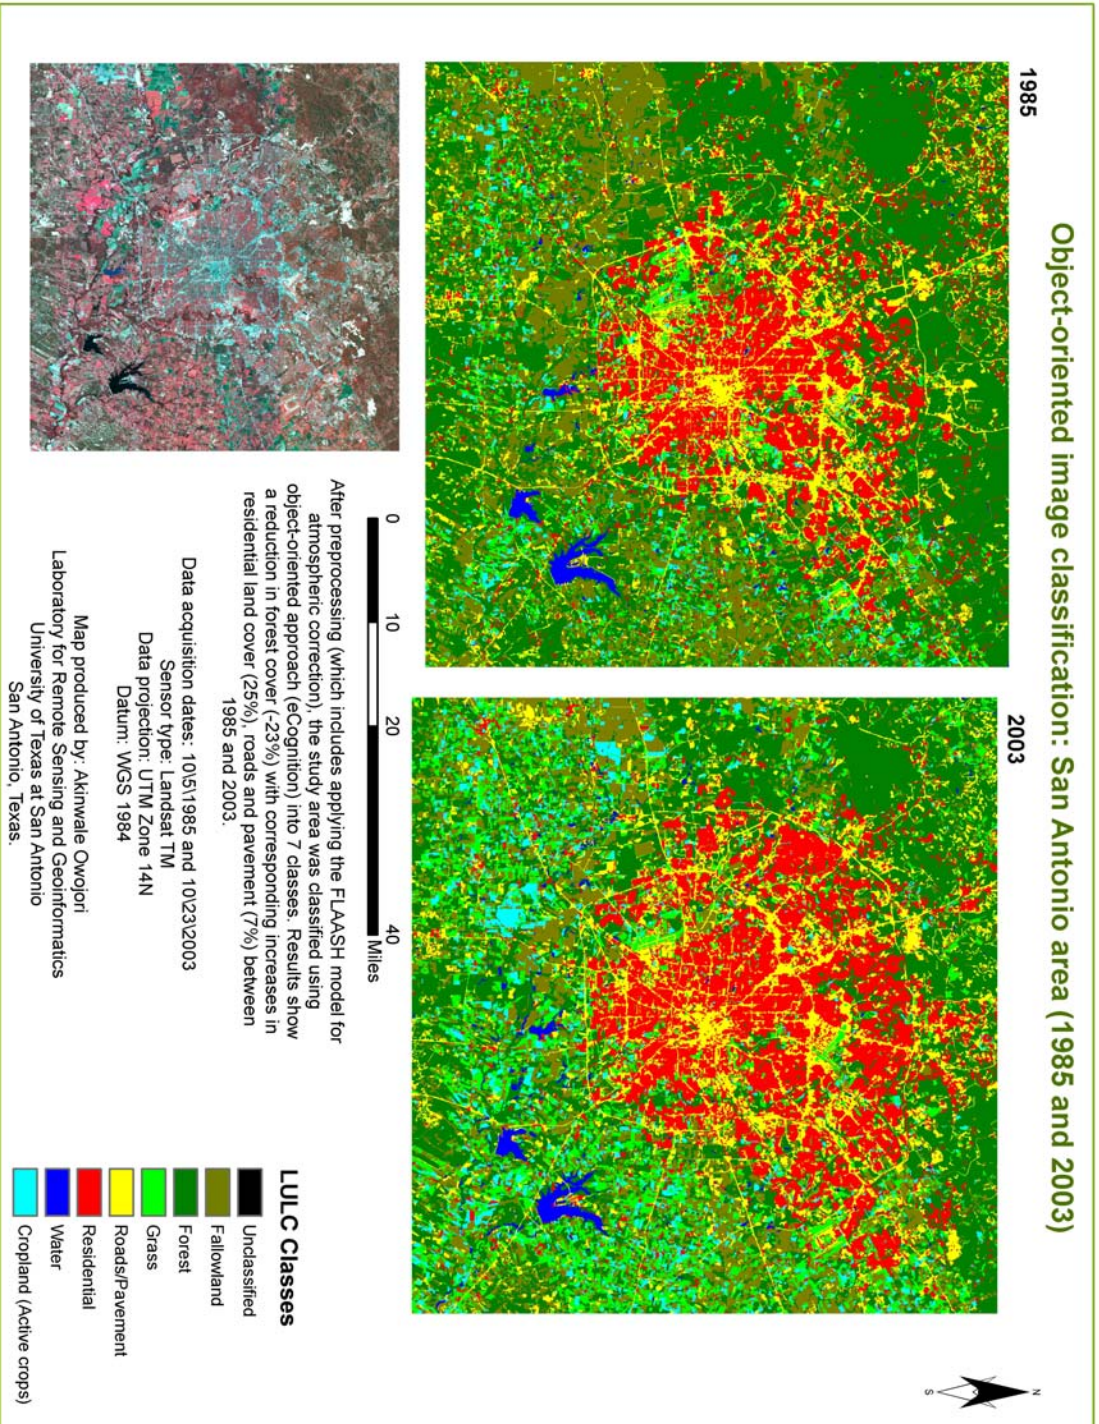 Object-oriented image classification: San Antonio area (1985 and 2003)
1985
2003
N
S
0 10 20 40
Miles
After preprocessing (which includes applying the FLAASH model for
atmospheric correction), the study area was classified using
object-oriented approach (eCognition) into 7 classes. Results show
a reduction in forest cover (-23%) with corresponding increases in
residential land cover (25%), roads and pavement (7%) between
1985 and 2003.
Data acquisition dates: 10\5\1985 and 10\23\2003
Sensor type: Landsat TM
Data projection: UTM Zone 14N
Datum: WGS 1984
Map produced by: Akinwale Owojori
Laboratory for Remote Sensing and Geoinformatics
University of Texas at San Antonio
San Antonio, Texas.
LULC Classes
Unclassified
Fallowland
Forest
Grass
Roads/Pavement
Residential
Water
Cropland (Active crops)